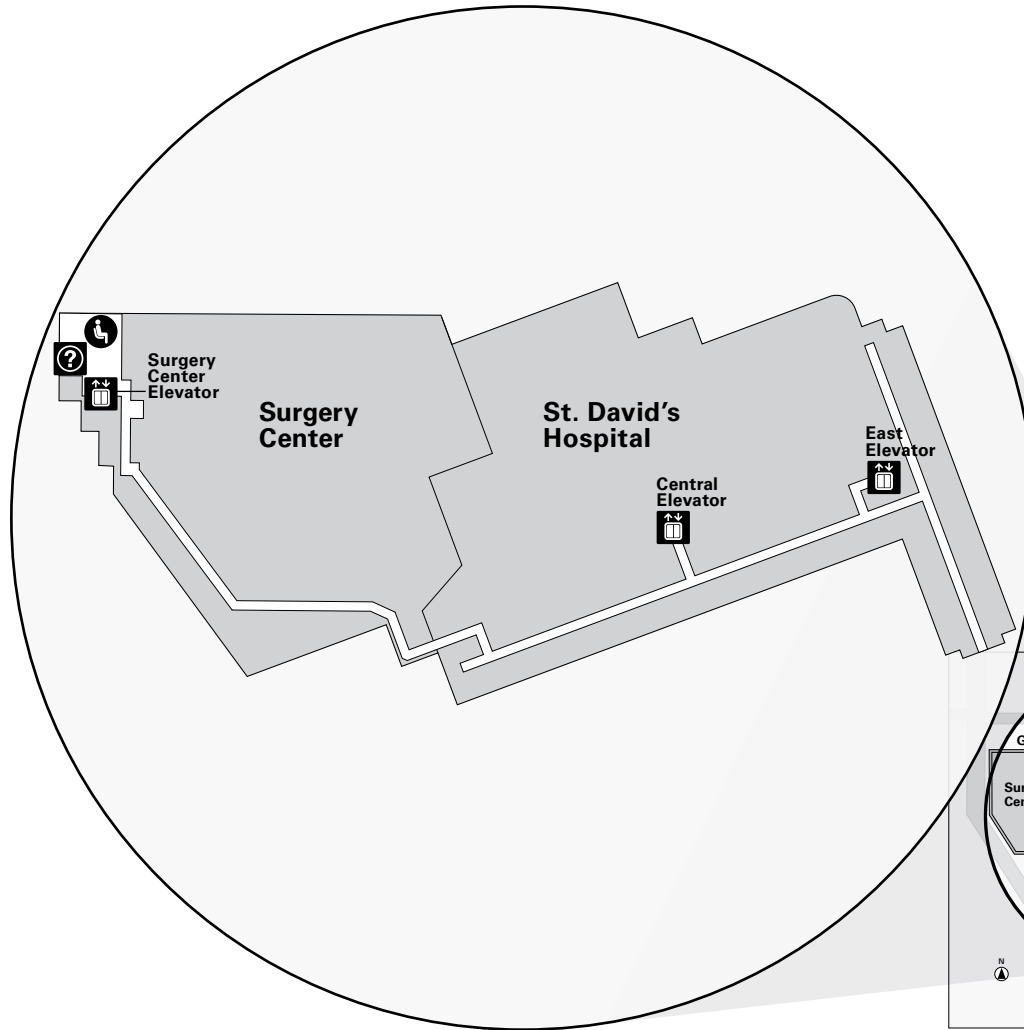 ?
Surgery
Center
Elevator
Surgery
Center
St. David's
Hospital
Central
Elevator
East
Elevator
N